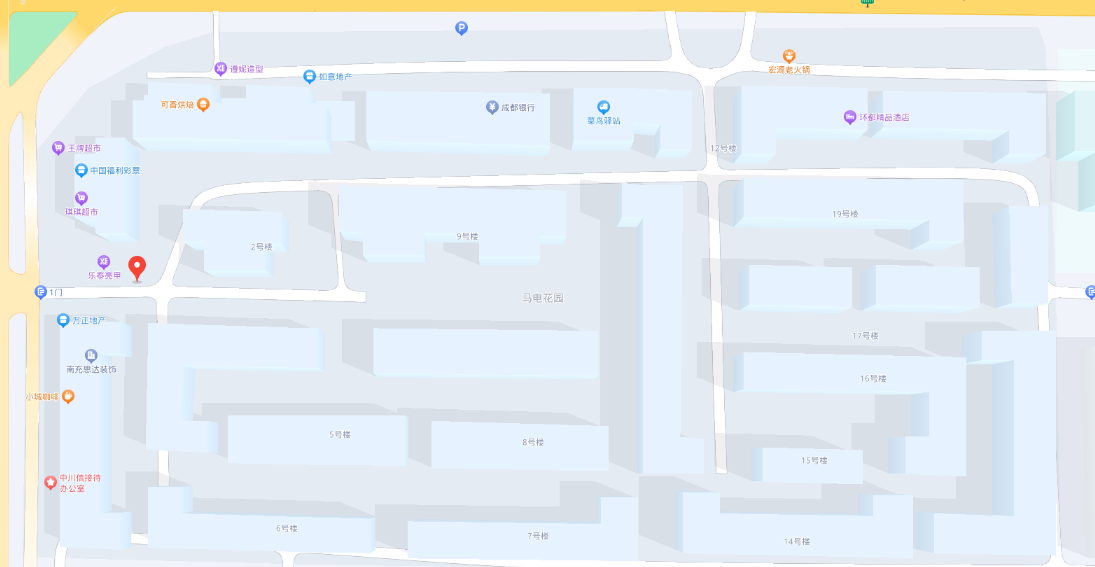 P
宏源老火锅
谭妮造型
如意地产
可香烘焙
成都银行
菜鸟驿站
环都精品酒店
王牌超市
12号楼
中国福利彩票
琪琪超市
19号楼
2号楼
9号楼
乐泰亮甲
1门
马电花园
万正地产
17号楼
南充思达装饰
16号楼
小城咖啡
5号楼
8号楼
15号楼
中川信接待
办公室
6号楼
7号楼
14号楼